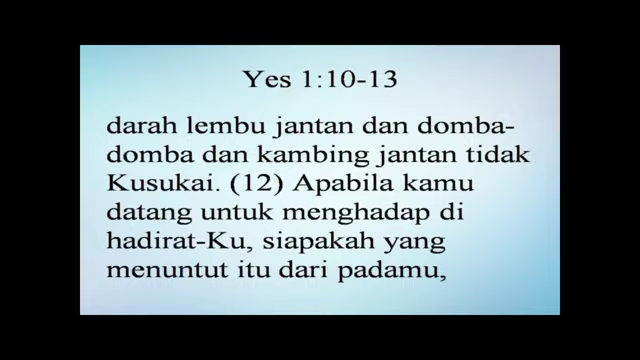 Yes 1:10-13
darah lembu jantan dan domba-
domba dan kambing jantan tidak
Kusukai. (12) Apabila kamu
datang untuk menghadap di
hadirat-Ku, siapakah yang
menuntut itu dari padamu,